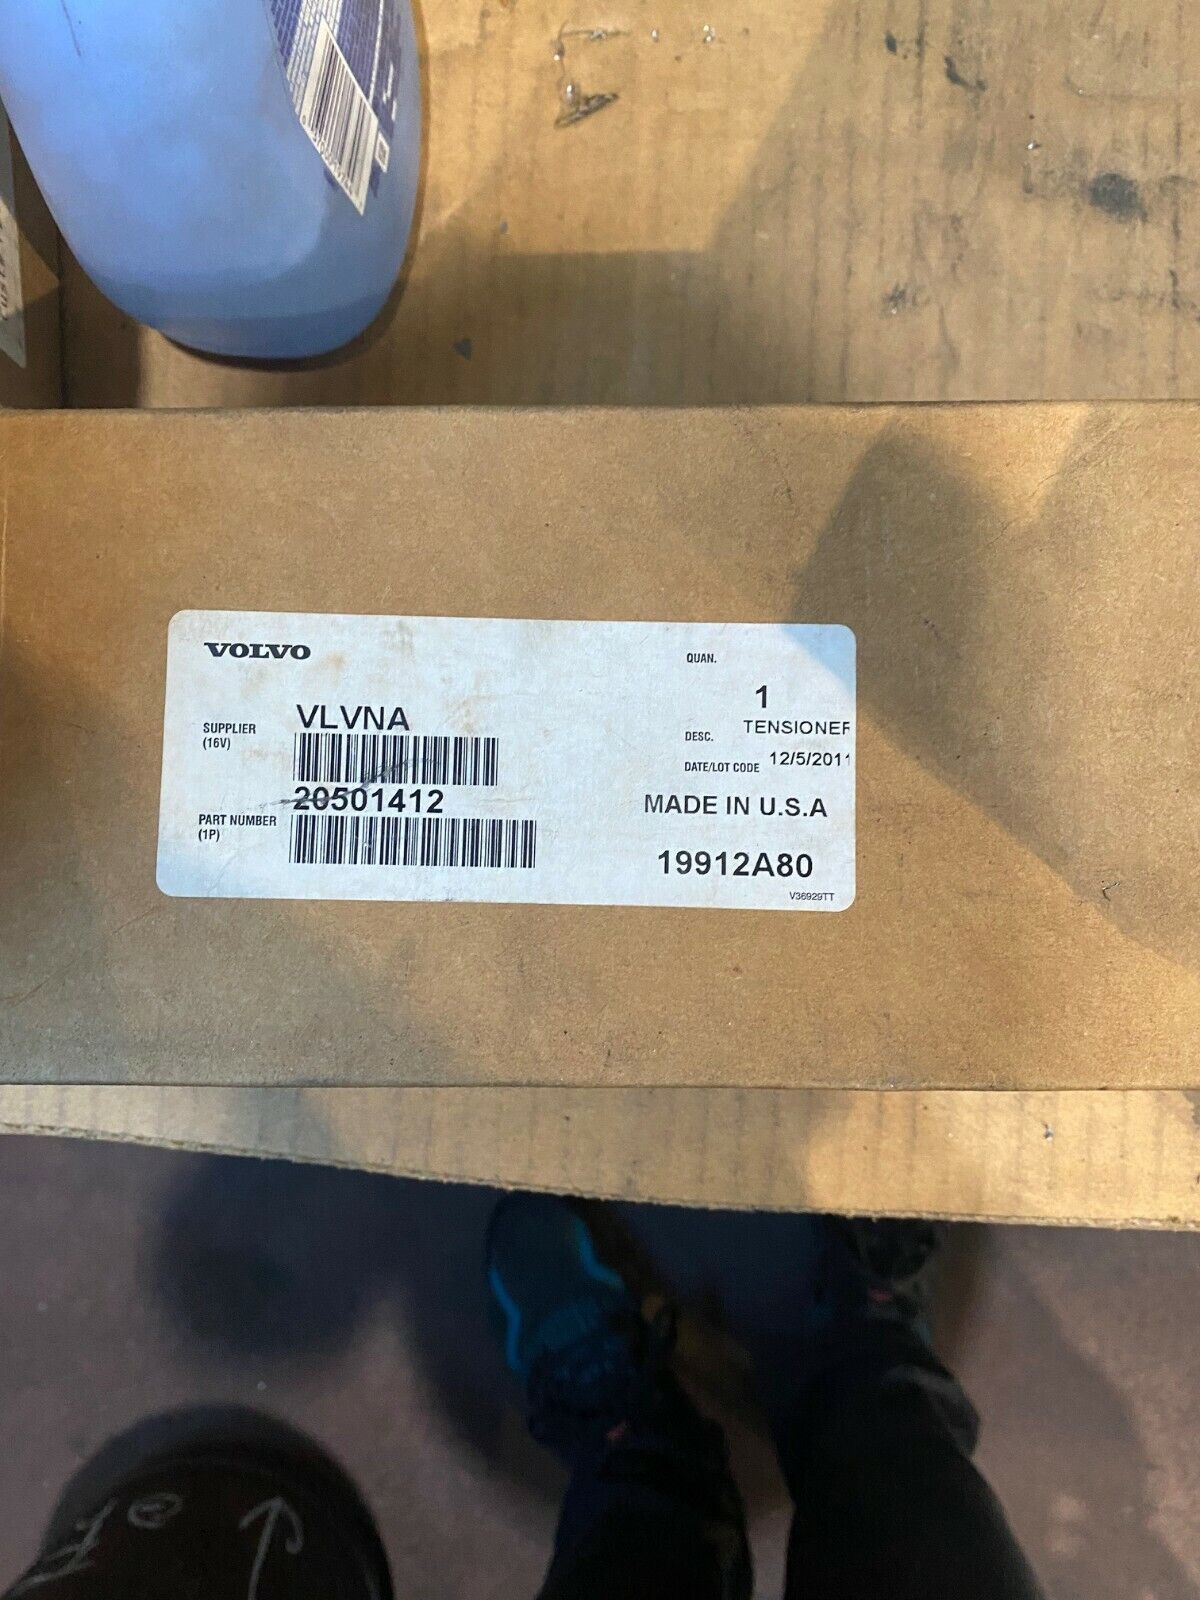 VOLVO
QUAN.
1
SUPPLIER
(16V)
VLVNA
DESC.
TENSIONER
DATE/LOT CODE
12/5/2011
20501412
PART NUMBER
(1P)
MADE IN U.S.A
19912A80
V36929TT